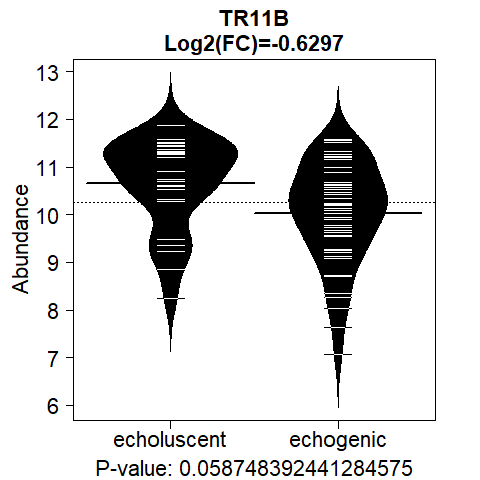 TR11B
Log2(FC)=-0.6297
13
12
11
10
9
8
7
6
Abundance
echoluscent
echogenic
P-value: 0.058748392441284575